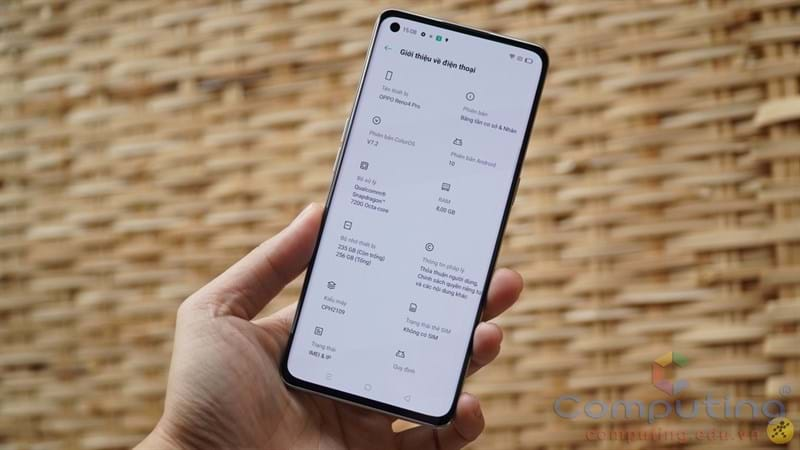 15:08
Giới thiệu về điện thoại
Tên thiết bị
OPPO Reno4 Pro
Phiên bản
Băng tần cơ sở & Nhân
Phiên bản ColorOS
V7.2
Phiên bản Android
10
Bộ xử lý
Qualcomm®
Snapdragon™
720G Octa core
RAM
8,00 GB
Bộ nhớ thiết bị
235 GB (Còn trống)
256 GB (Tổng)
Thông tin pháp lý
Thỏa thuận người dùng,
Chính sách quyền riêng tư
và các nội dung khác
Kiểu máy
CPH2109
Trạng thái thẻ SIM
Không có SIM
Trạng thái
IMEI & IP
Quy định
Computing®
computing.edu.vn